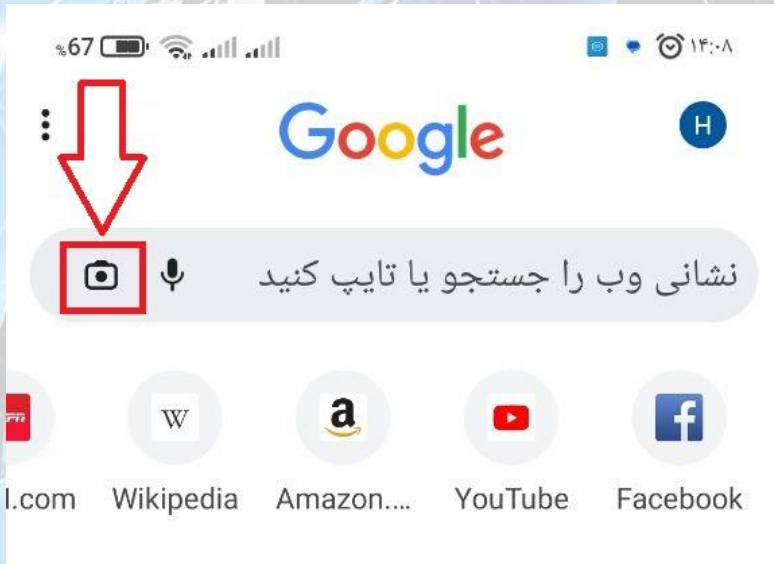 %67 ۱۴:۰۸
Google
H
نشانی وب را جستجو یا تایپ کنید
W
a
f
.com Wikipedia Amazon.... YouTube Facebook